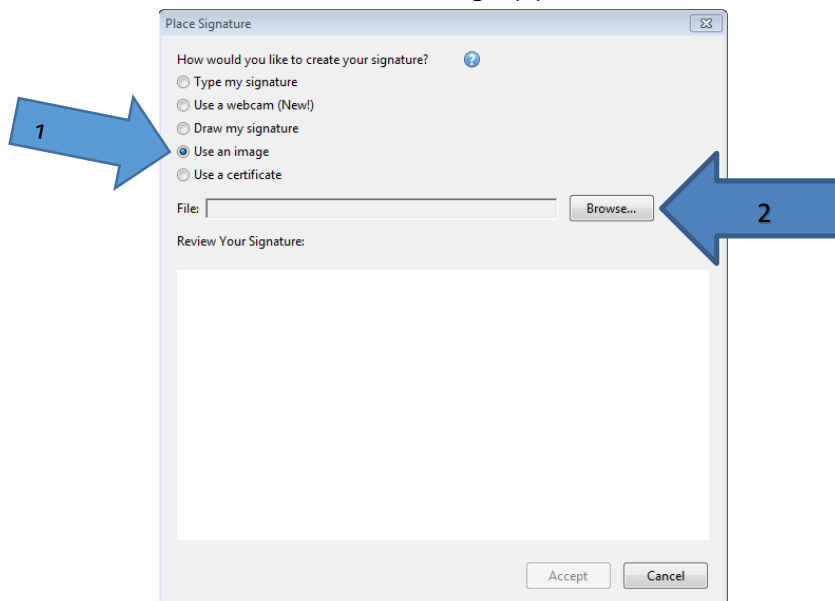 Place Signature
How would you like to create your signature?
Type my signature
Use a webcam (New!)
Draw my signature
1
Use an image
Use a certificate
File:
Browse...
2
Review Your Signature:
Accept
Cancel